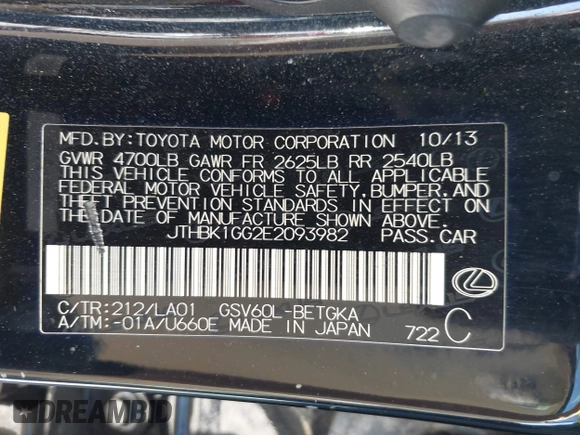 MFD.BY:TOYOTA MOTOR CORPORATION 10/13
GVWR 4700LB GAWR FR 2625LB RR 2540LB
THIS VEHICLE CONFORMS TO ALL APPLICABLE
FEDERAL MOTOR VEHICLE SAFETY,BUMPER,AND
THEFT PREVENTION STANDARDS IN EFFECT ON
THE DATE OF MANUFACTURE SHOWN ABOVE.
JTHBK1GG2E2093982 PASS.CAR
C/TR:212/LA01 GSV60L-BETGKA
A/TM:-01A/U660E MADE IN JAPAN 722 C
DREAMBID